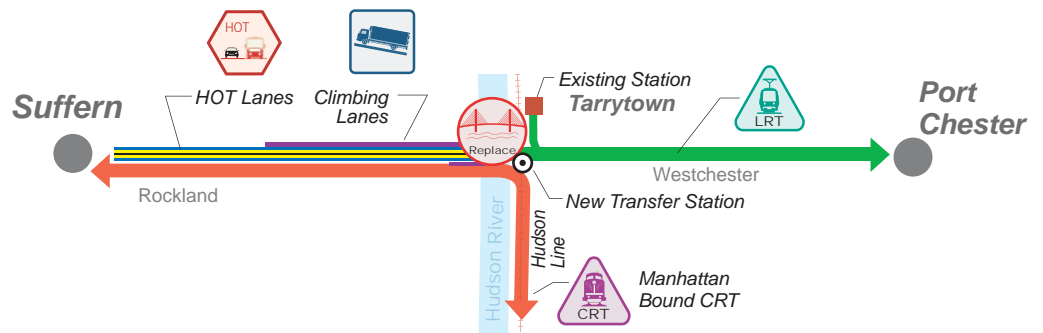 HOT
Existing Station
Tarrytown
HOT Lanes
Climbing
Lanes
Suffern
LRT
Port
Chester
Replace
Westchester
Rockland
New Transfer Station
Hudson River
Hudson
Line
CRT
Manhattan
Bound CRT